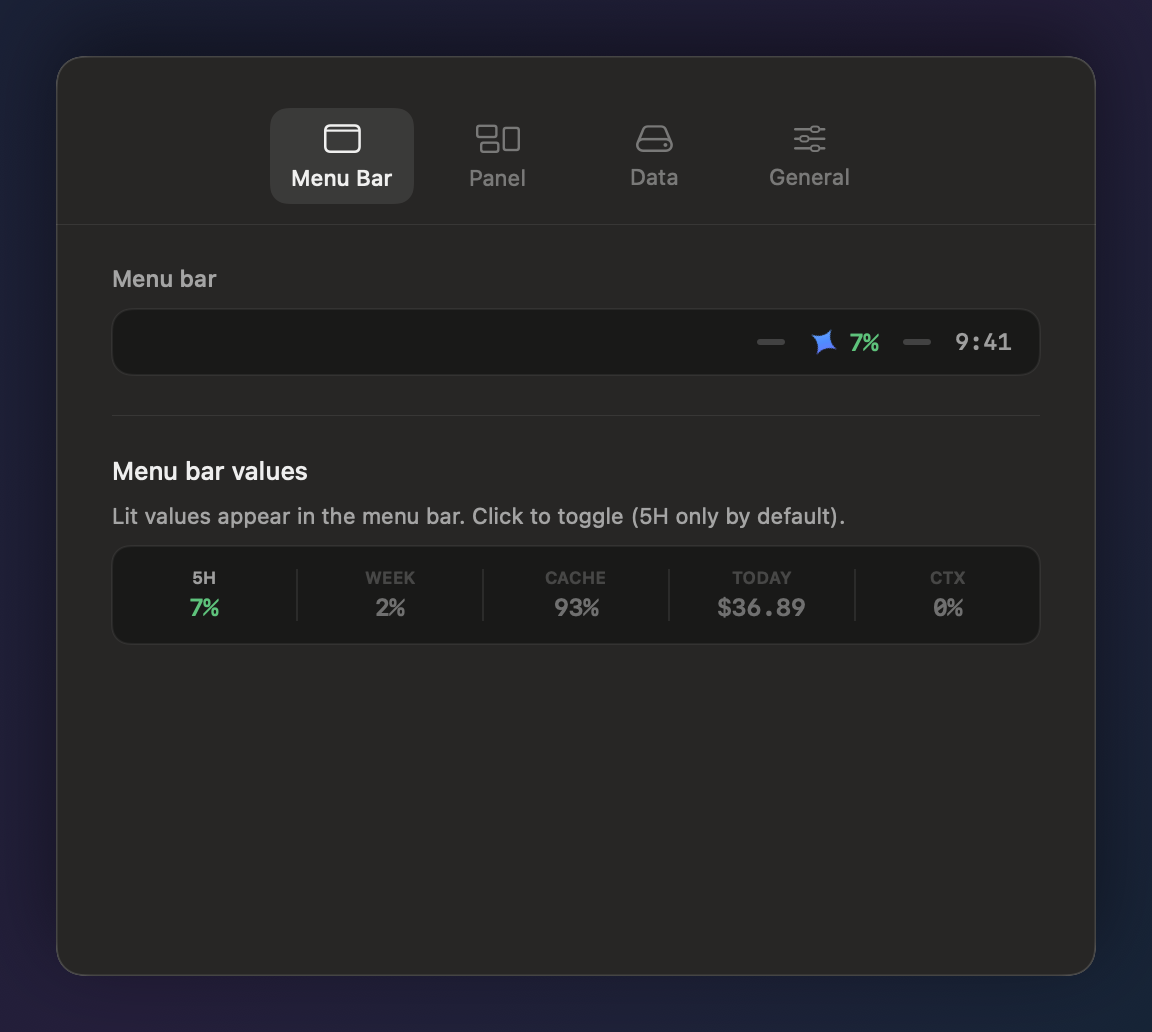 Menu Bar Panel Data General
Menu bar
7% 9:41
Menu bar values
Lit values appear in the menu bar. Click to toggle (5H only by default).
5H WEEK CACHE TODAY CTX
7% 2% 93% $36.89 0%